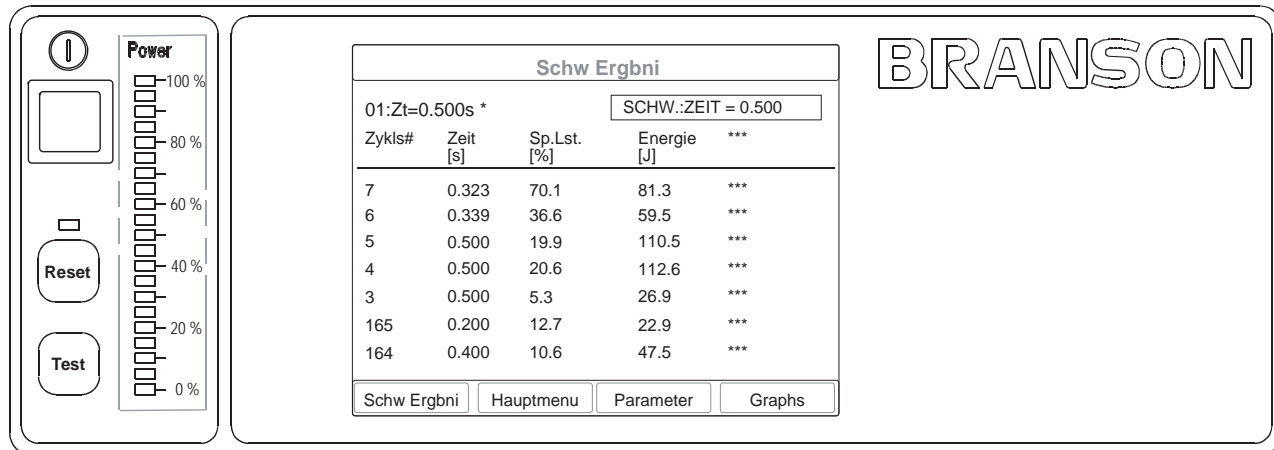 Power
100 %
80 %
60 %
40 %
20 %
0 %
Reset
Test
Schw Ergbni
01:Zt=0.500s * SCHW.:ZEIT = 0.500
Zykls# Zeit [s] Sp.Lst. [%] Energie [J] ***
7 0.323 70.1 81.3 ***
6 0.339 36.6 59.5 ***
5 0.500 19.9 110.5 ***
4 0.500 20.6 112.6 ***
3 0.500 5.3 26.9 ***
165 0.200 12.7 22.9 ***
164 0.400 10.6 47.5 ***
Schw Ergbni Hauptmenu Parameter Graphs
BRANSON